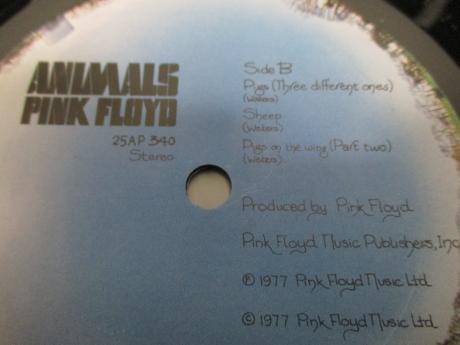 ANIMALS
PINK FLOYD
25AP 340
Stereo
Side B
Pigs (Three different ones)
(Waters)
Sheep
(Waters)
Pigs on the wing (Part two)
(Waters)
Produced by Pink Floyd
Pink Floyd Music Publishers, Inc
℗ 1977 Pink Floyd Music Ltd.
© 1977 Pink Floyd Music Ltd.